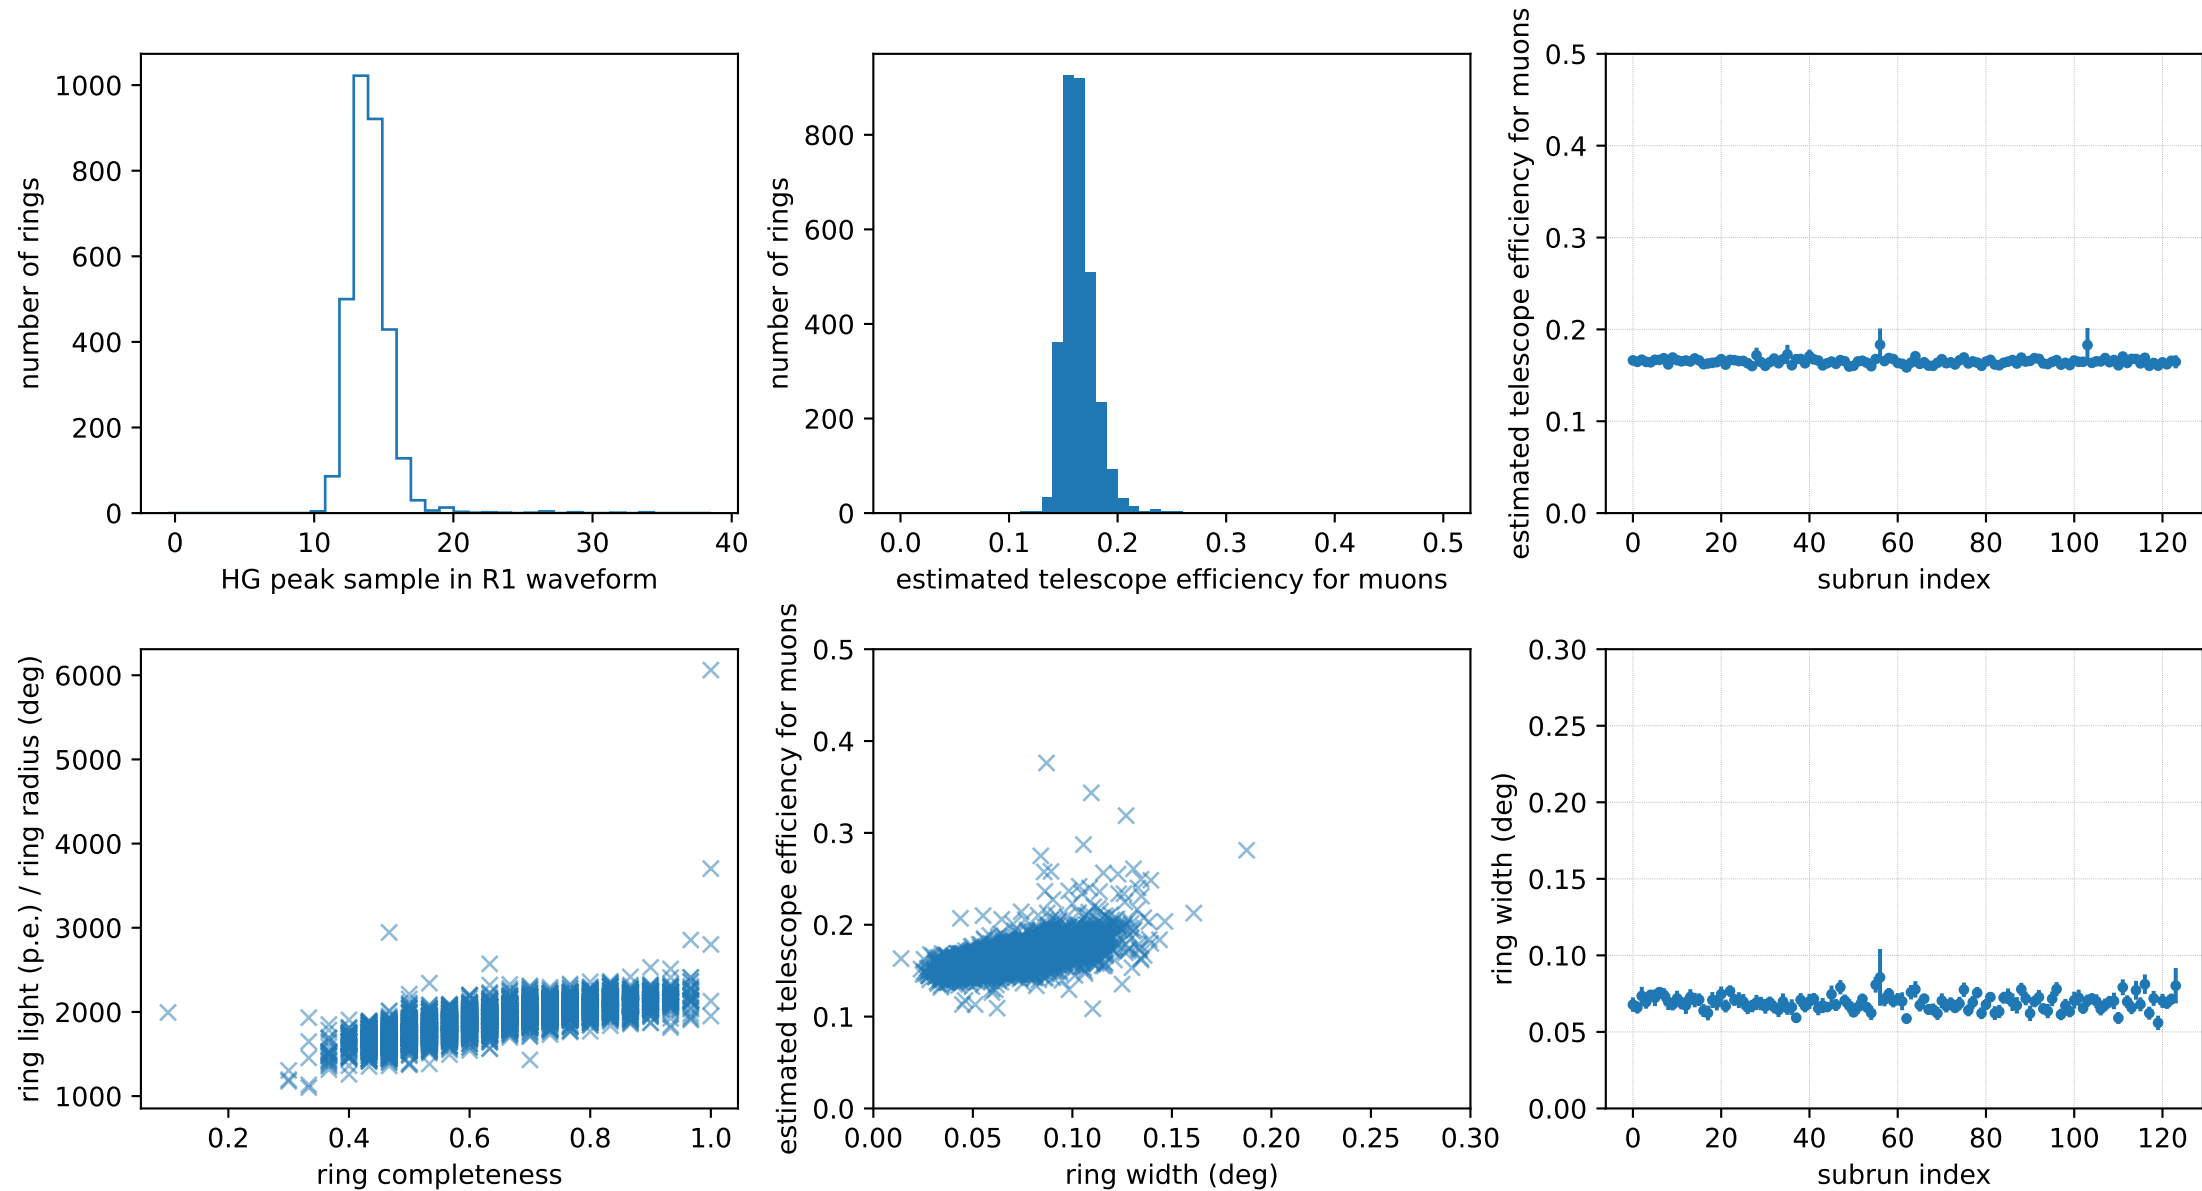 number of rings
1000
800
600
400
200
0
0 10 20 30 40
HG peak sample in R1 waveform
number of rings
800
600
400
200
0
0.0 0.1 0.2 0.3 0.4 0.5
estimated telescope efficiency for muons
estimated telescope efficiency for muons
0.5
0.4
0.3
0.2
0.1
0.0
0 20 40 60 80 100 120
subrun index
ring light (p.e.) / ring radius (deg)
6000
5000
4000
3000
2000
1000
0.2 0.4 0.6 0.8 1.0
ring completeness
estimated telescope efficiency for muons
0.5
0.4
0.3
0.2
0.1
0.0
0.00 0.05 0.10 0.15 0.20 0.25 0.30
ring width (deg)
ring width (deg)
0.30
0.25
0.20
0.15
0.10
0.05
0.00
0 20 40 60 80 100 120
subrun index